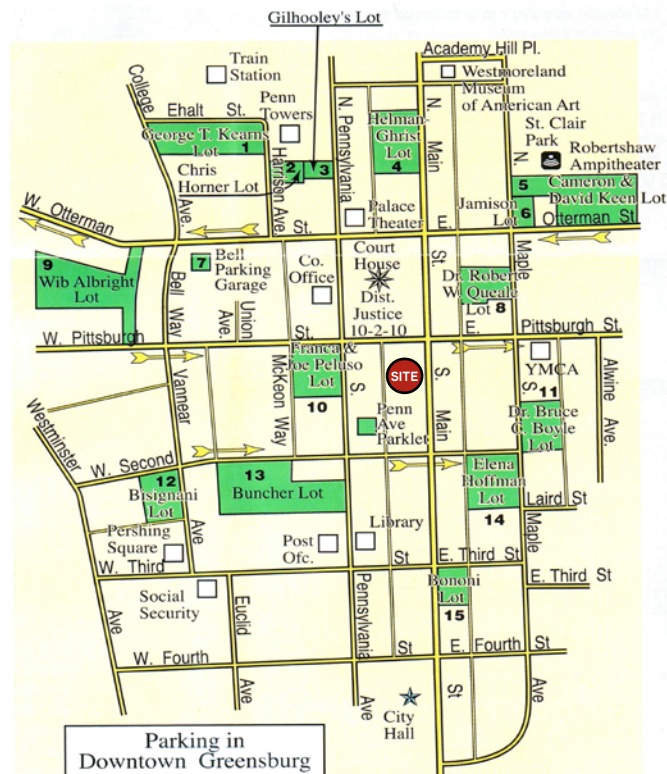 Gilhooley's Lot
Academy Hill Pl.
Train
Station
Westmoreland
Museum
of American Art
College
Ave.
Penn
Towers
Ehalt St.
George T. Kearns
Lot 1
Harrison Ave.
N. Pennsylvania
Helman-
Ghrist
Lot
4
N.
Main
St.
St. Clair
Park
Robertshaw
Ampitheater
N.
Maple
Chris
Horner Lot
2
3
5
Cameron &
David Keen Lot
Jamison
Lot
6
W. Otterman
St.
E.
Otterman St.
Palace
Theater
9
Wib Albright
Lot
Bell
Way
7
Bell
Parking
Garage
Co.
Office
Court
House
Dist.
Justice
10-2-10
Dr. Robert
W. Queale
Lot 8
Union
Ave.
W. Pittsburgh
St.
E.
Pittsburgh St.
Franca &
Joe Peluso
Lot
10
McKeon Way
Vannear
Ave
S.
Pennsylvania
Ave
SITE
S.
Main
St
YMCA
S.
Maple
Ave
11
Dr. Bruce
C. Boyle
Lot
Alwine
Ave.
Penn
Ave
Parklet
Westminster
Ave
W. Second
12
Bisignani
Lot
13
Buncher Lot
Elena
Hoffman
Lot
14
Laird St
Pershing
Square
Post
Ofc.
Library
W. Third
St
E. Third St
E. Third St
Social
Security
Euclid
Ave
Bononi
Lot
15
W. Fourth
St
E. Fourth St
City
Hall
Parking in
Downtown Greensburg